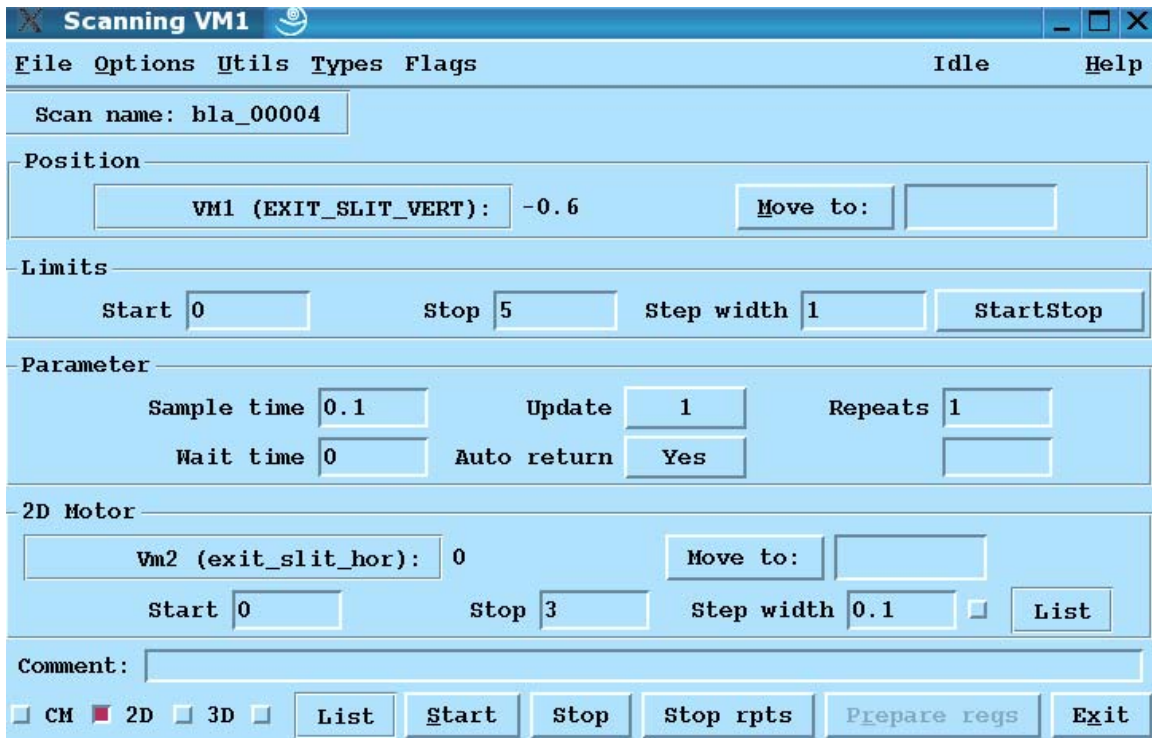 Scanning VM1
File Options Utils Types Flags Idle Help
Scan name: bla_00004
Position
VM1 (EXIT_SLIT_VERT): -0.6 Move to:
Limits
Start 0 Stop 5 Step width 1 StartStop
Parameter
Sample time 0.1 Update 1 Repeats 1
Wait time 0 Auto return Yes
2D Motor
Vm2 (exit_slit_hor): 0 Move to:
Start 0 Stop 3 Step width 0.1 List
Comment:
CM 2D 3D List Start Stop Stop rpts Prepare regs Exit